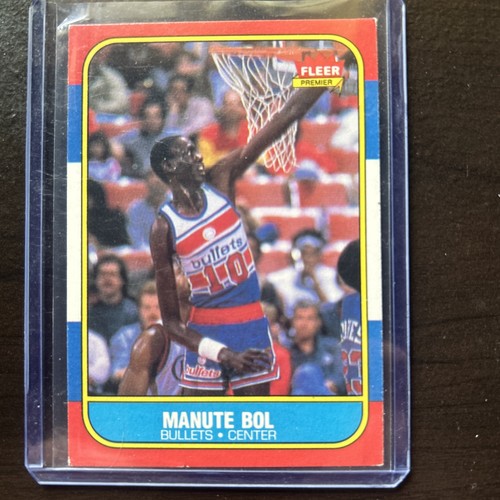 FLEER
PREMIER
bullets
10
bullets
MANUTE BOL
BULLETS • CENTER